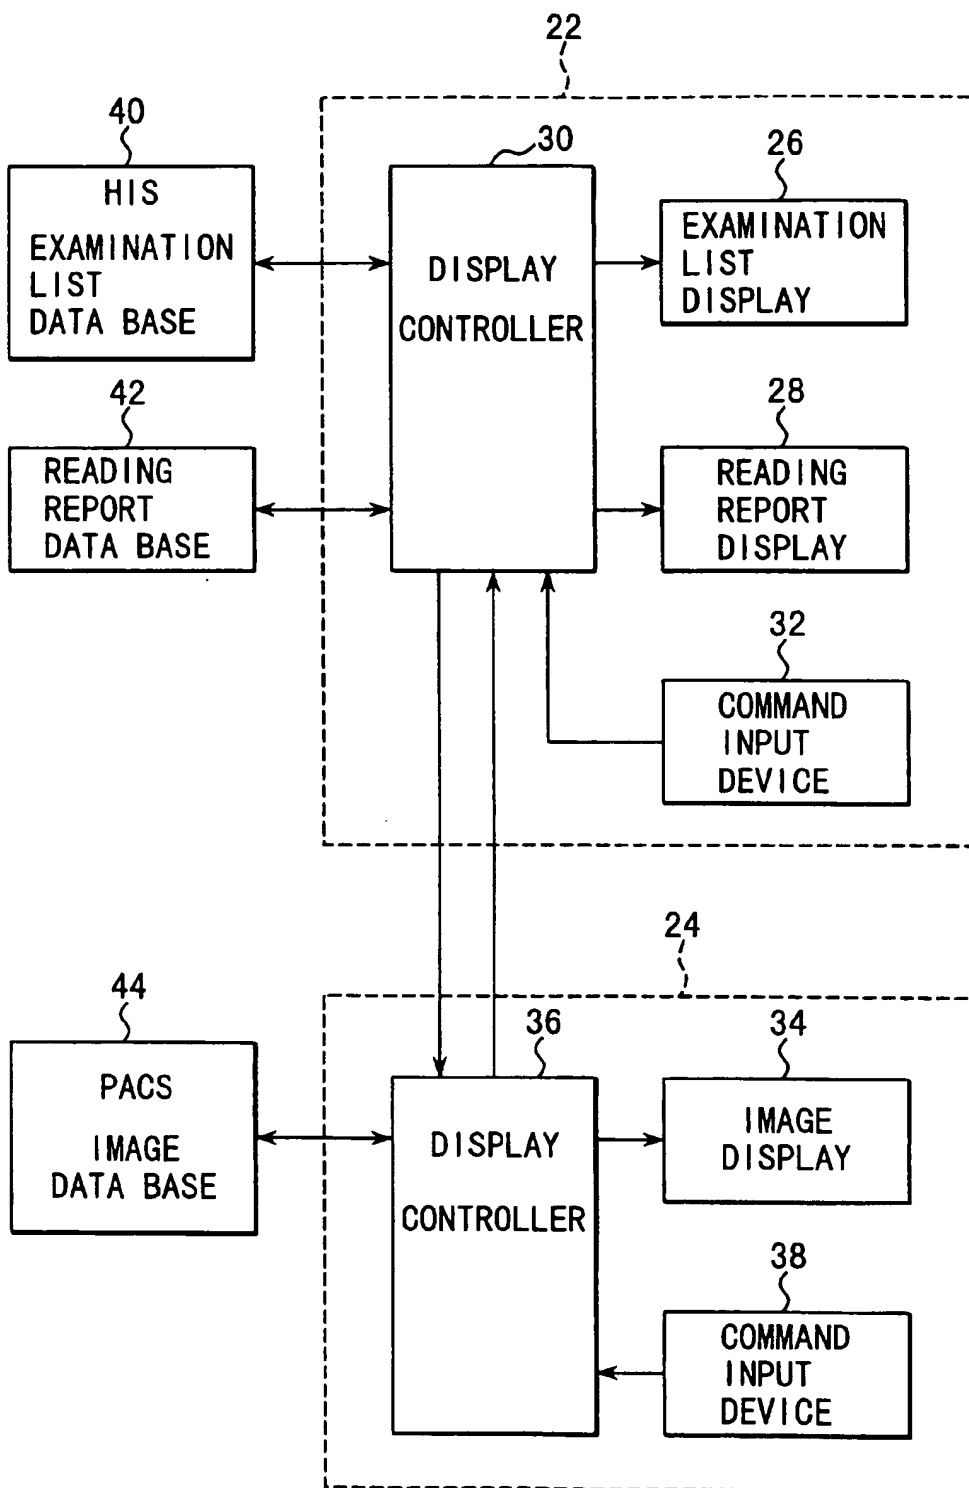 22
40
HIS
EXAMINATION
LIST
DATA BASE
30
DISPLAY
CONTROLLER
26
EXAMINATION
LIST
DISPLAY
42
READING
REPORT
DATA BASE
28
READING
REPORT
DISPLAY
32
COMMAND
INPUT
DEVICE
24
44
PACS
IMAGE
DATA BASE
36
DISPLAY
CONTROLLER
34
IMAGE
DISPLAY
38
COMMAND
INPUT
DEVICE